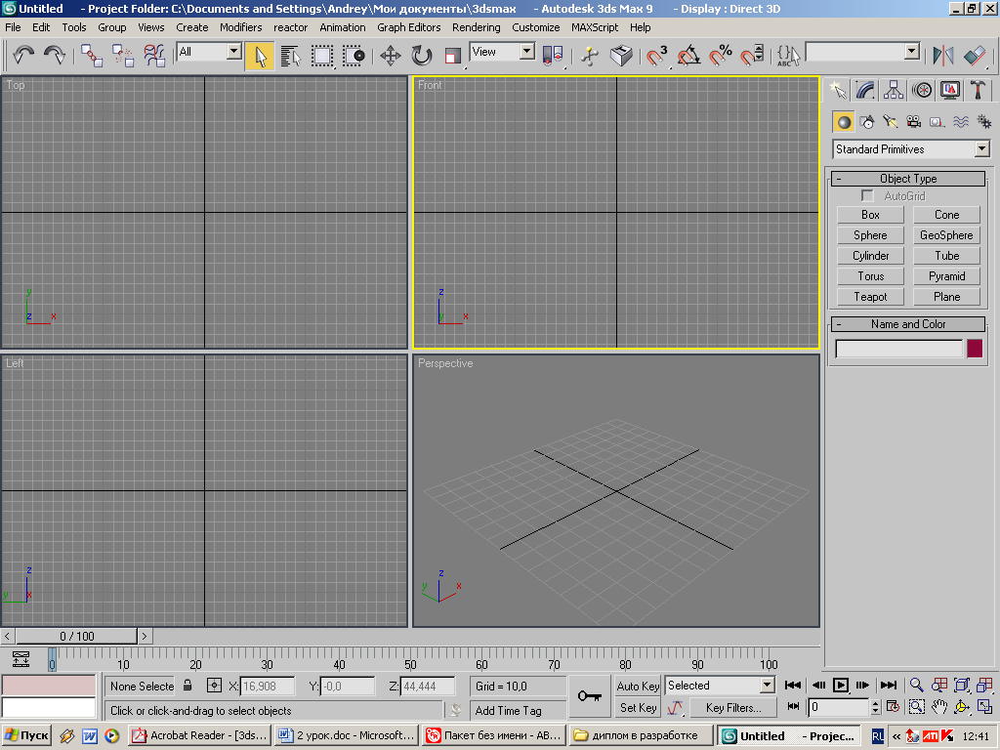 Untitled - Project Folder: C:\Documents and Settings\Andrey\Мои документы\3dsmax - Autodesk 3ds Max 9 - Display : Direct 3D
File Edit Tools Group Views Create Modifiers reactor Animation Graph Editors Rendering Customize MAXScript Help
All View 3 % ABC
Top Front
Standard Primitives
- Object Type
AutoGrid
Box Cone
Sphere GeoSphere
Cylinder Tube
Torus Pyramid
Teapot Plane
- Name and Color
y z
z x y x
Left Perspective
z z
y x y x
< 0 / 100 >
0 10 20 30 40 50 60 70 80 90 100
None Selecte X: 16,908 Y: -0,0 Z: 44,444 Grid = 10,0 Auto Key Selected
Click or click-and-drag to select objects Add Time Tag Set Key Key Filters... 0
Пуск Acrobat Reader - [3ds... 2 урок.doc - Microsoft... Пакет без имени - AB... диплом в разработке Untitled - Projec... RL « ATI K 12:41